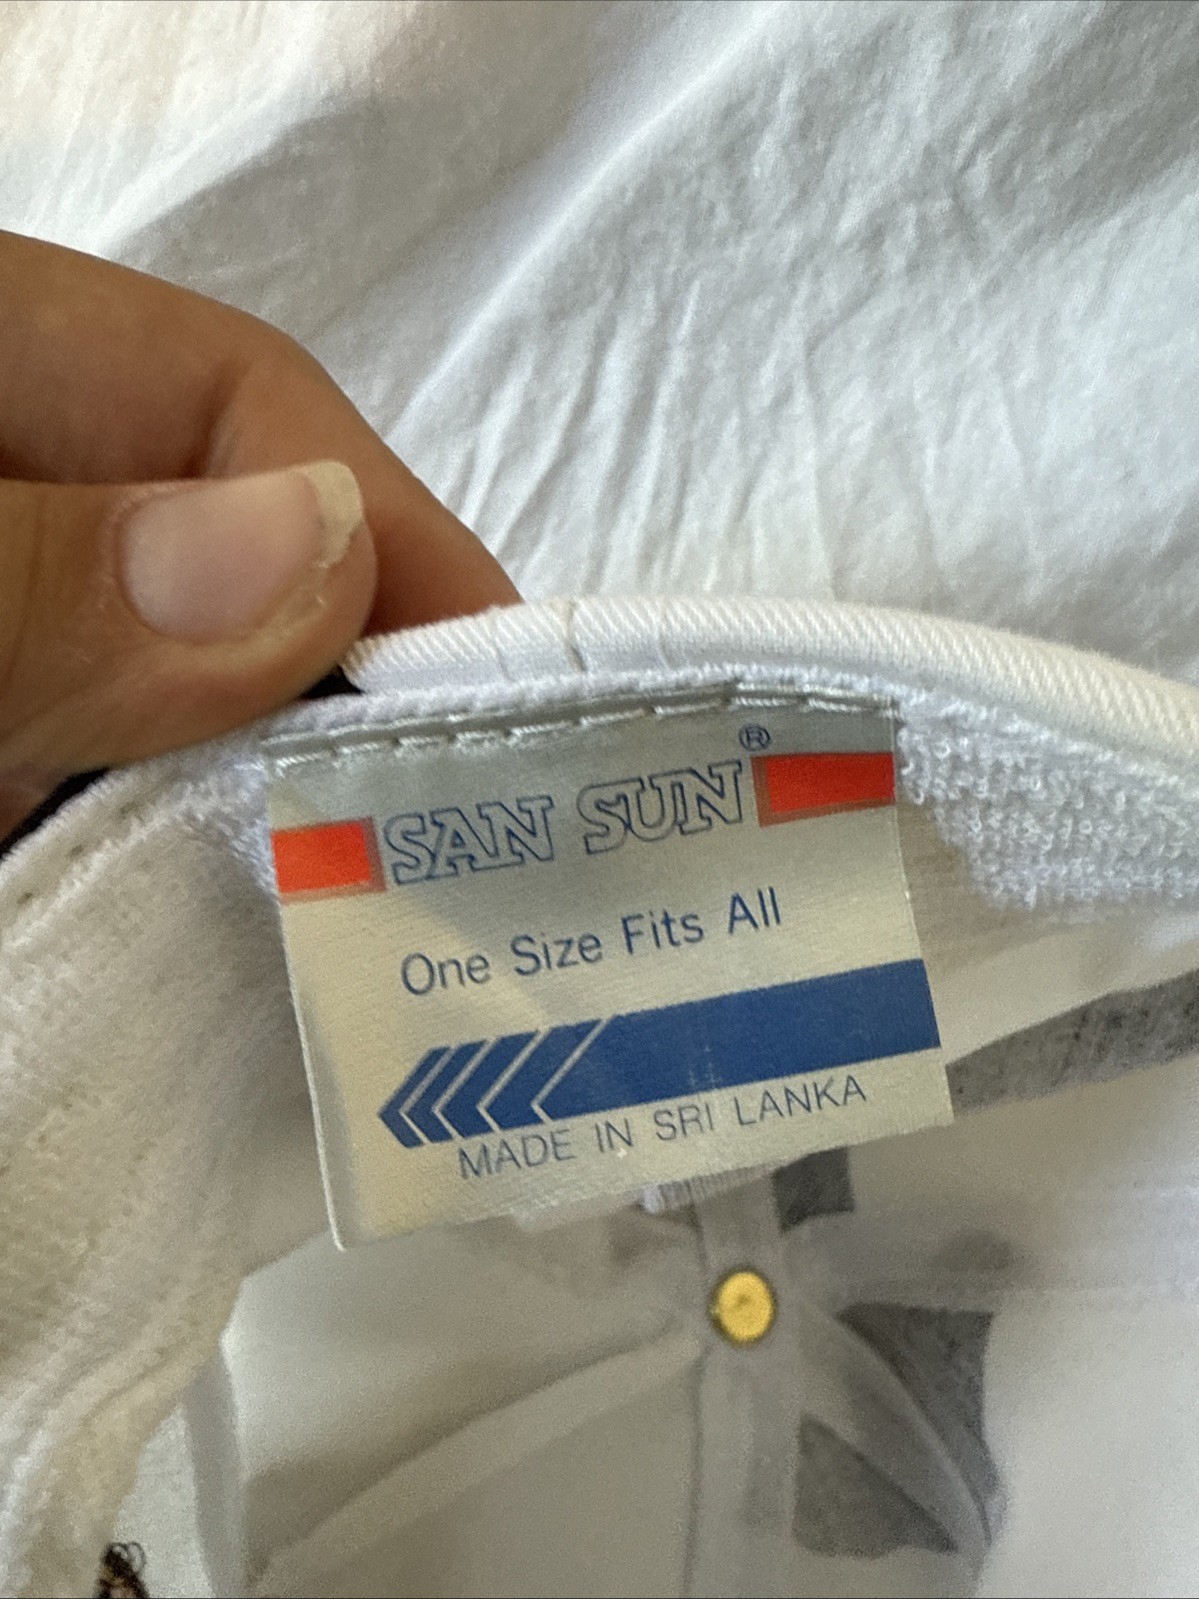 SAN SUN®
One Size Fits All
MADE IN SRI LANKA